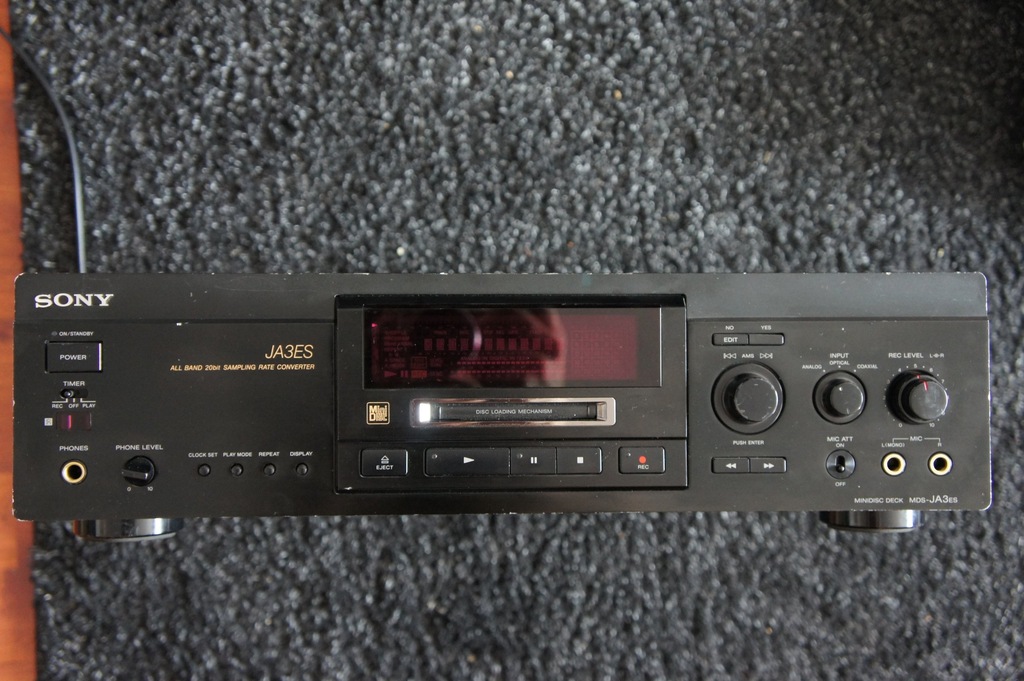 SONY
ON/STANDBY
POWER
TIMER
REC OFF PLAY
PHONES
PHONE LEVEL
0 10
JA3ES
ALL BAND 20bit SAMPLING RATE CONVERTER
CLOCK SET PLAY MODE REPEAT DISPLAY
Mini
Disc
DISC LOADING MECHANISM
EJECT
REC
NO YES
EDIT
AMS
PUSH ENTER
INPUT
OPTICAL
ANALOG COAXIAL
REC LEVEL L-R
0 10
MIC ATT
ON
OFF
MIC
L(MONO) R
MINIDISC DECK MDS-JA3ES